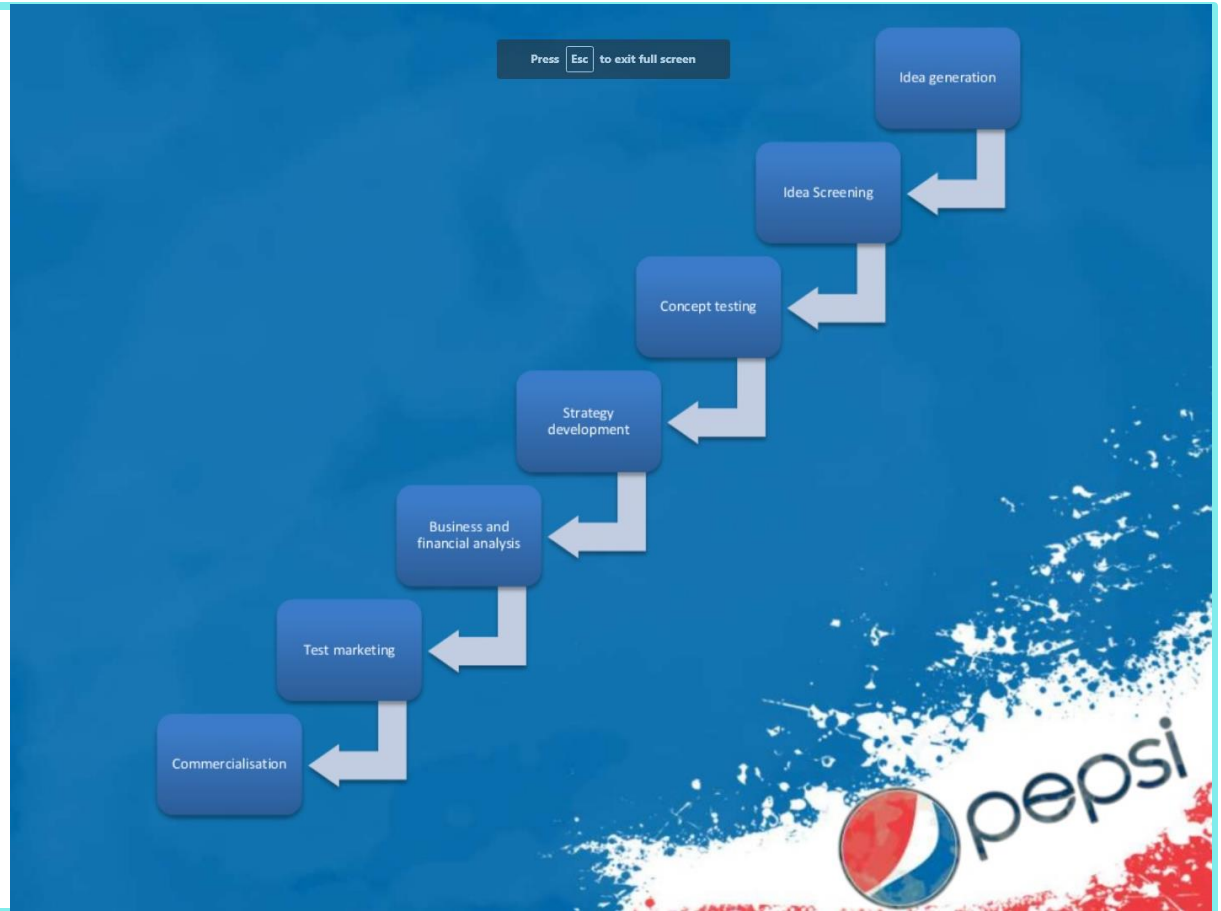 Press Esc to exit full screen
Idea generation
Idea Screening
Concept testing
Strategy
development
Business and
financial analysis
Test marketing
Commercialisation
pepsi